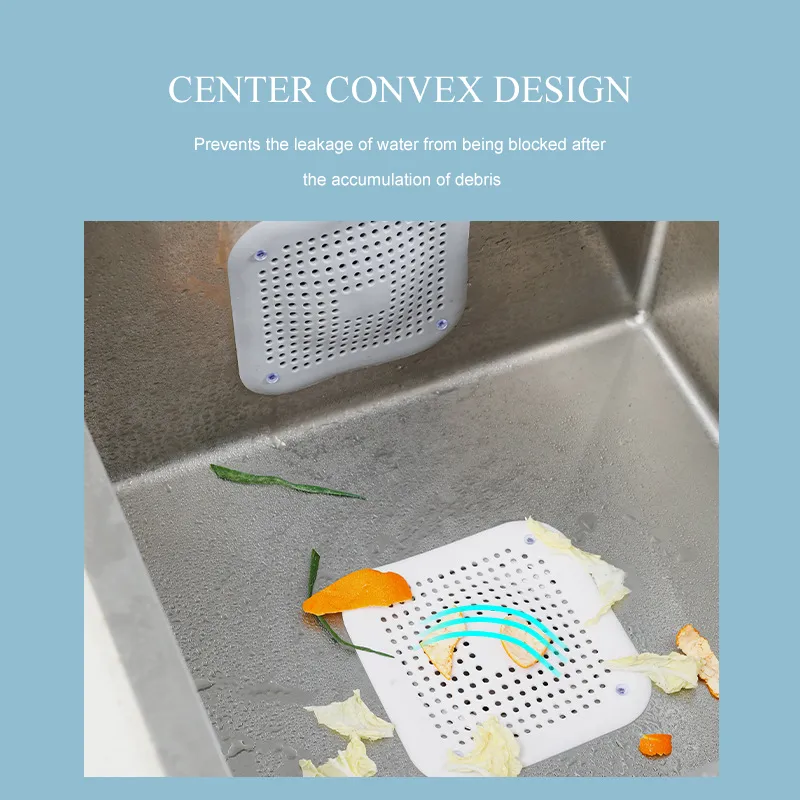 CENTER CONVEX DESIGN
Prevents the leakage of water from being blocked after
the accumulation of debris